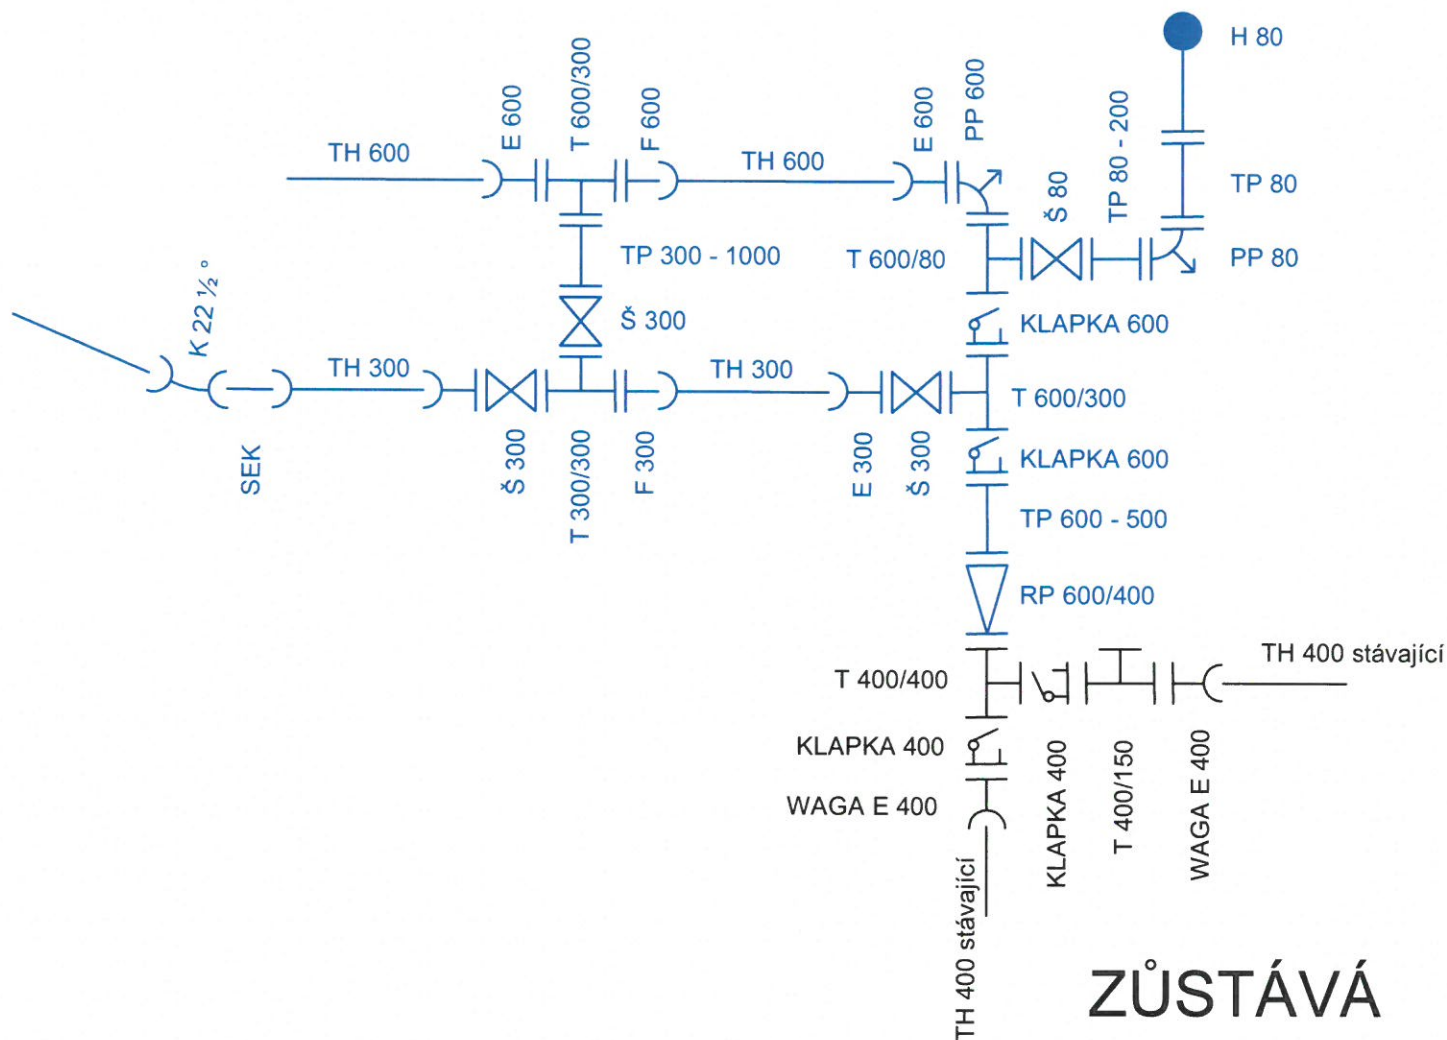 H 80
E 600
T 600/300
F 600
E 600
PP 600
TP 80 - 200
TH 600
TH 600
Š 80
TP 80
TP 300 - 1000
T 600/80
PP 80
K 22 ½ °
Š 300
KLAPKA 600
TH 300
TH 300
T 600/300
SEK
Š 300
T 300/300
F 300
E 300
Š 300
KLAPKA 600
TP 600 - 500
RP 600/400
TH 400 stávající
T 400/400
KLAPKA 400
WAGA E 400
KLAPKA 400
T 400/150
WAGA E 400
TH 400 stávající
ZŮSTÁVÁ